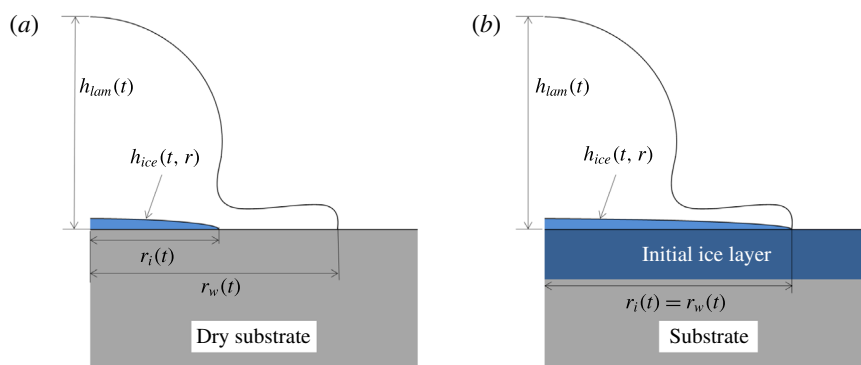 (a)
h_lam(t)
h_ice(t, r)
r_i(t)
r_w(t)
Dry substrate
(b)
h_lam(t)
h_ice(t, r)
Initial ice layer
r_i(t) = r_w(t)
Substrate